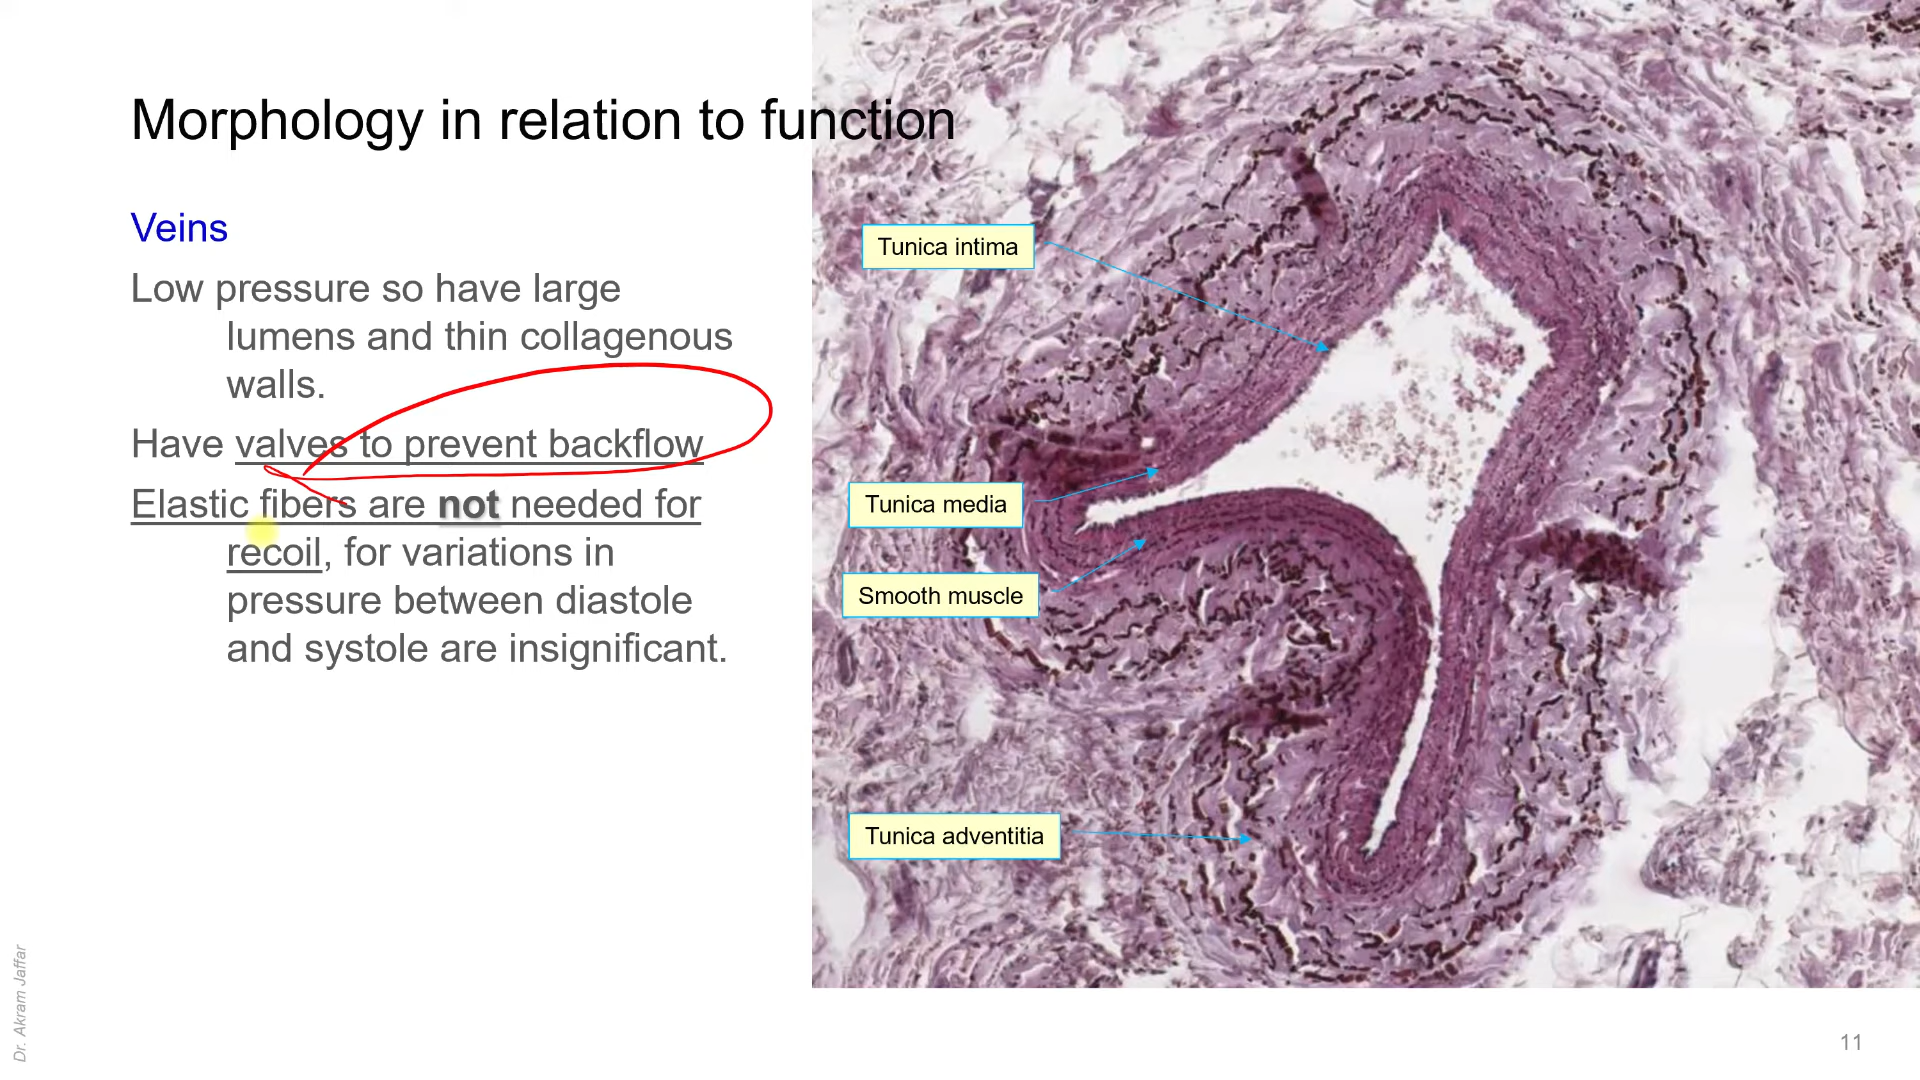 Morphology in relation to function
Veins
Low pressure so have large
lumens and thin collagenous
walls.
Have valves to prevent backflow
Elastic fibers are not needed for
recoil, for variations in
pressure between diastole
and systole are insignificant.
Tunica intima
Tunica media
Smooth muscle
Tunica adventitia
Dr. Akram Jaffar
11